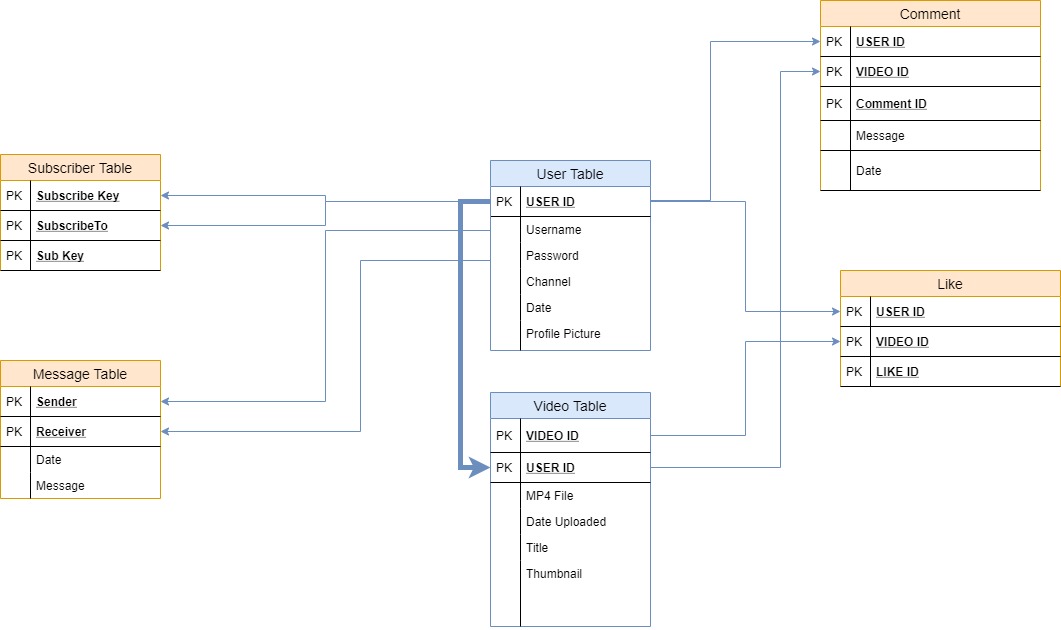 Comment
PK USER ID
PK VIDEO ID
PK Comment ID
Message
Date
Subscriber Table
PK Subscribe Key
PK SubscribeTo
PK Sub Key
User Table
PK USER ID
Username
Password
Channel
Date
Profile Picture
Like
PK USER ID
PK VIDEO ID
PK LIKE ID
Message Table
PK Sender
PK Receiver
Date
Message
Video Table
PK VIDEO ID
PK USER ID
MP4 File
Date Uploaded
Title
Thumbnail